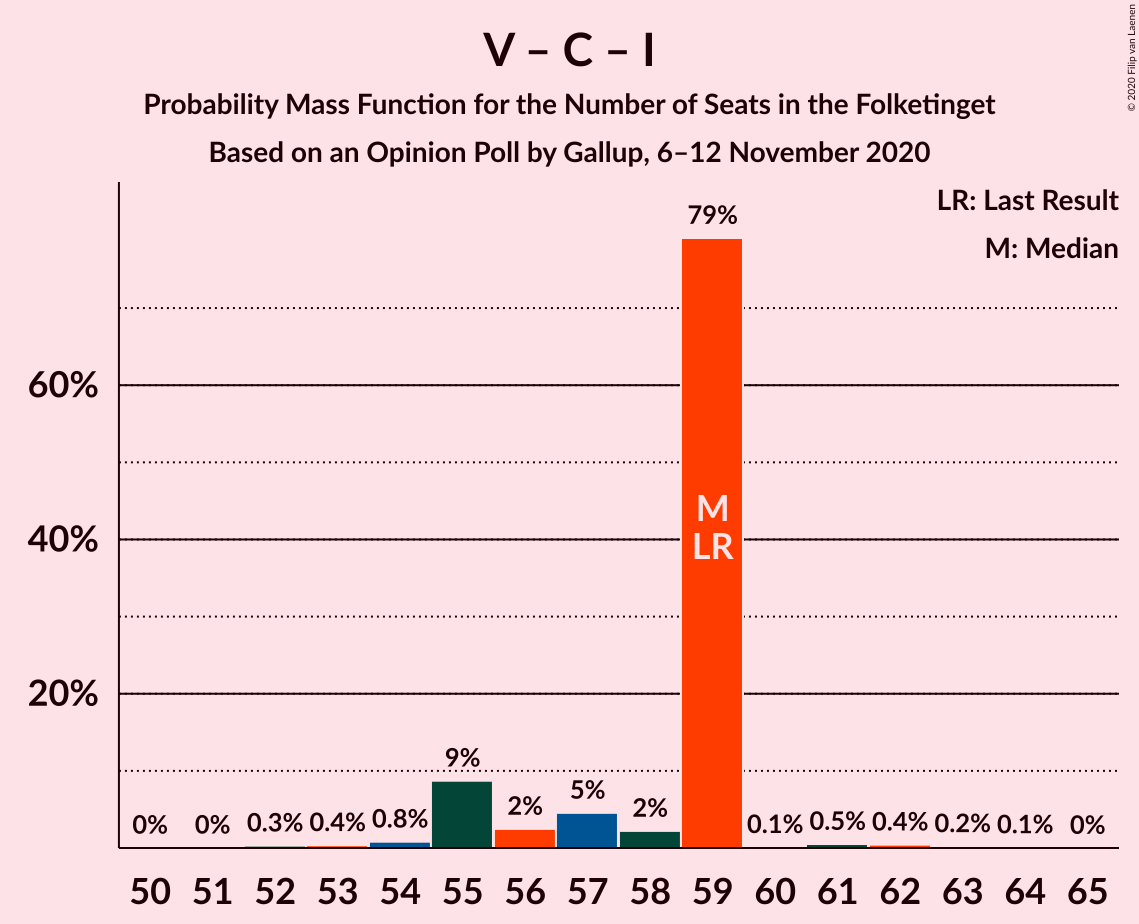 V – C – I
Probability Mass Function for the Number of Seats in the Folketinget
Based on an Opinion Poll by Gallup, 6–12 November 2020
© 2020 Filip van Laenen
LR: Last Result
M: Median
60%
40%
20%
0% 0% 0.3% 0.4% 0.8% 9% 2% 5% 2% 79% 0.1% 0.5% 0.4% 0.2% 0.1% 0%
M
LR
50 51 52 53 54 55 56 57 58 59 60 61 62 63 64 65